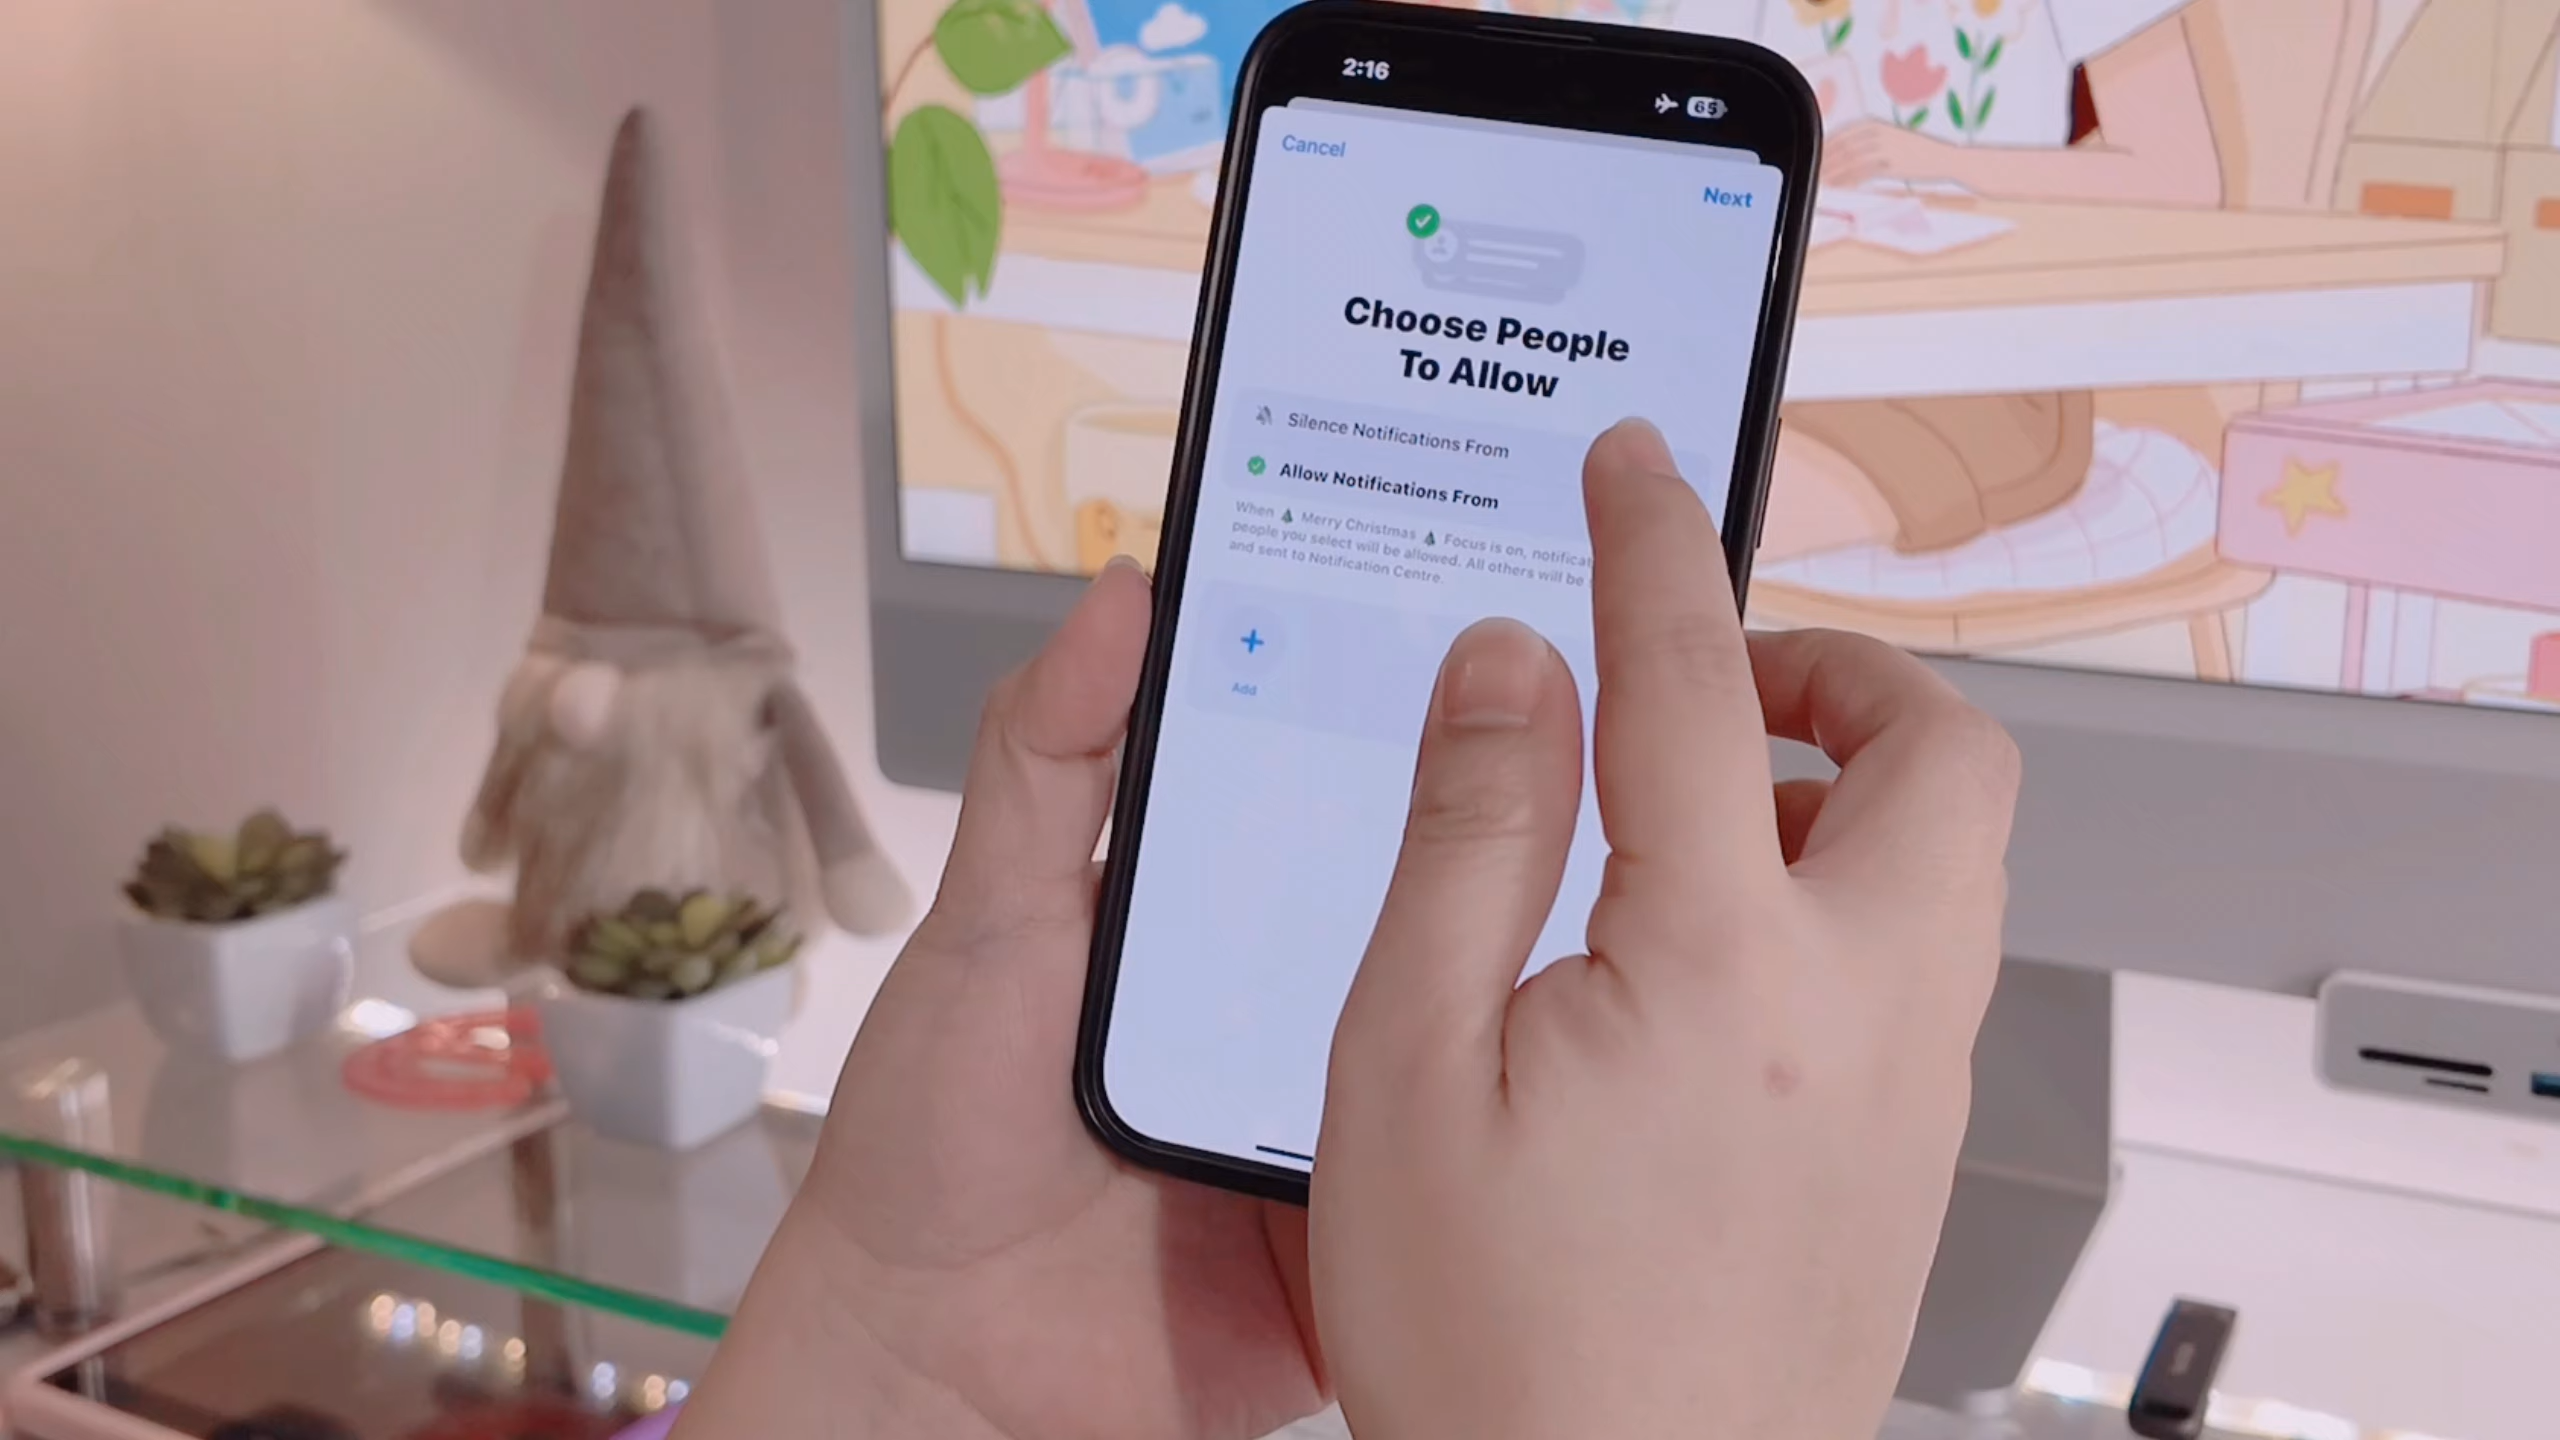 2:16
65
Cancel
Next
Choose People
To Allow
Silence Notifications From
Allow Notifications From
When 🎄 Merry Christmas 🎄 Focus is on,
people you select will be allowed. All others will be
and sent to Notification Centre.
Add